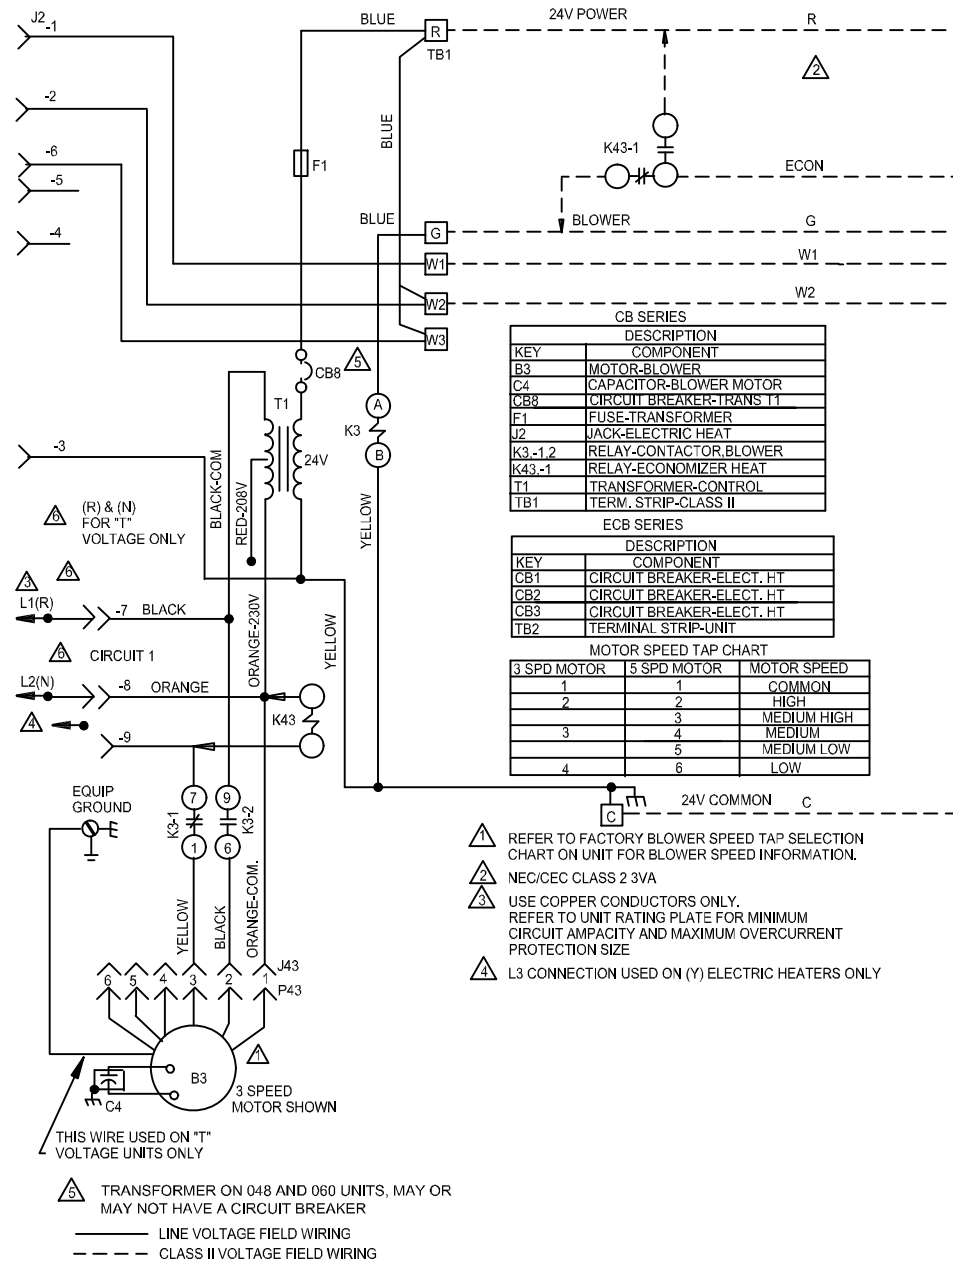 J2
-1
-2
-6
-5
-4
-3
BLUE
R
TB1
24V POWER
R
2
BLUE
F1
K43-1
ECON
BLUE
G
BLOWER
G
W1
W1
W2
W2
W3
CB8
5
T1
24V
A
K3
B
BLACK-COM
RED-208V
YELLOW
6
(R) & (N)
FOR "T"
VOLTAGE ONLY
3
6
L1(R)
-7
BLACK
6
CIRCUIT 1
L2(N)
-8
ORANGE
4
-9
ORANGE-230V
YELLOW
K43
CB SERIES
DESCRIPTION
KEY COMPONENT
B3 MOTOR-BLOWER
C4 CAPACITOR-BLOWER MOTOR
CB8 CIRCUIT BREAKER-TRANS T1
F1 FUSE-TRANSFORMER
J2 JACK-ELECTRIC HEAT
K3,-1,2 RELAY-CONTACTOR,BLOWER
K43,-1 RELAY-ECONOMIZER HEAT
T1 TRANSFORMER-CONTROL
TB1 TERM. STRIP-CLASS II
ECB SERIES
DESCRIPTION
KEY COMPONENT
CB1 CIRCUIT BREAKER-ELECT. HT
CB2 CIRCUIT BREAKER-ELECT. HT
CB3 CIRCUIT BREAKER-ELECT. HT
TB2 TERMINAL STRIP-UNIT
MOTOR SPEED TAP CHART
3 SPD MOTOR 5 SPD MOTOR MOTOR SPEED
1 1 COMMON
2 2 HIGH
3 MEDIUM HIGH
3 4 MEDIUM
5 MEDIUM LOW
4 6 LOW
C
24V COMMON
C
EQUIP
GROUND
7
9
K3-1
K3-2
1
6
YELLOW
BLACK
ORANGE-COM.
J43
6 5 4 3 2 1
P43
1
B3
C4
3 SPEED
MOTOR SHOWN
THIS WIRE USED ON "T"
VOLTAGE UNITS ONLY
1 REFER TO FACTORY BLOWER SPEED TAP SELECTION
CHART ON UNIT FOR BLOWER SPEED INFORMATION.
2 NEC/CEC CLASS 2 3VA
3 USE COPPER CONDUCTORS ONLY.
REFER TO UNIT RATING PLATE FOR MINIMUM
CIRCUIT AMPACITY AND MAXIMUM OVERCURRENT
PROTECTION SIZE
4 L3 CONNECTION USED ON (Y) ELECTRIC HEATERS ONLY
5 TRANSFORMER ON 048 AND 060 UNITS, MAY OR
MAY NOT HAVE A CIRCUIT BREAKER
LINE VOLTAGE FIELD WIRING
CLASS II VOLTAGE FIELD WIRING